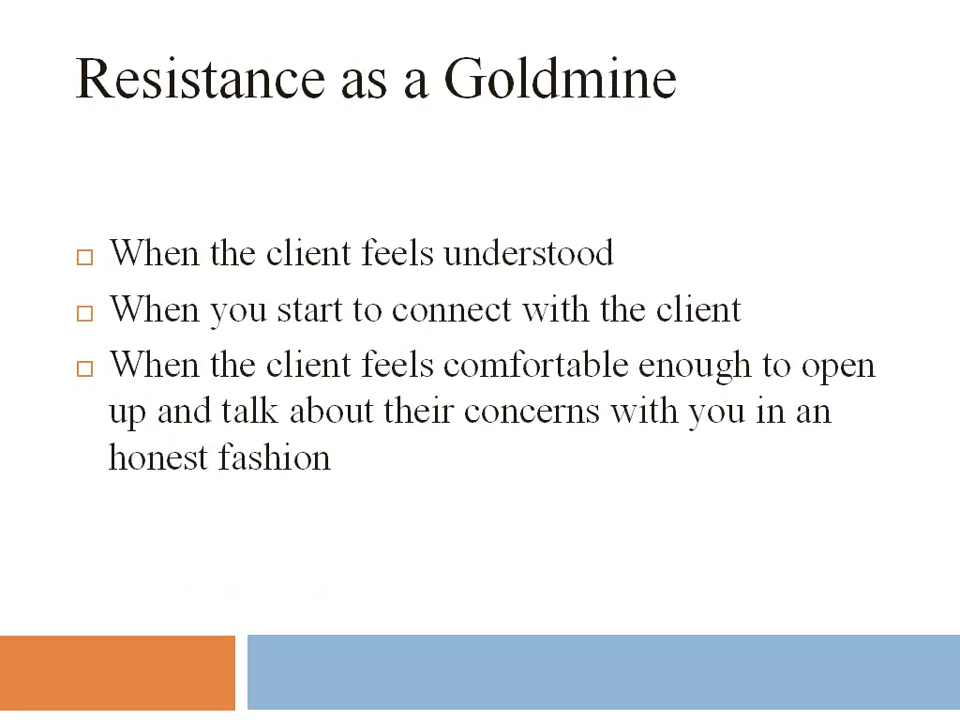 Resistance as a Goldmine
When the client feels understood
When you start to connect with the client
When the client feels comfortable enough to open
up and talk about their concerns with you in an
honest fashion